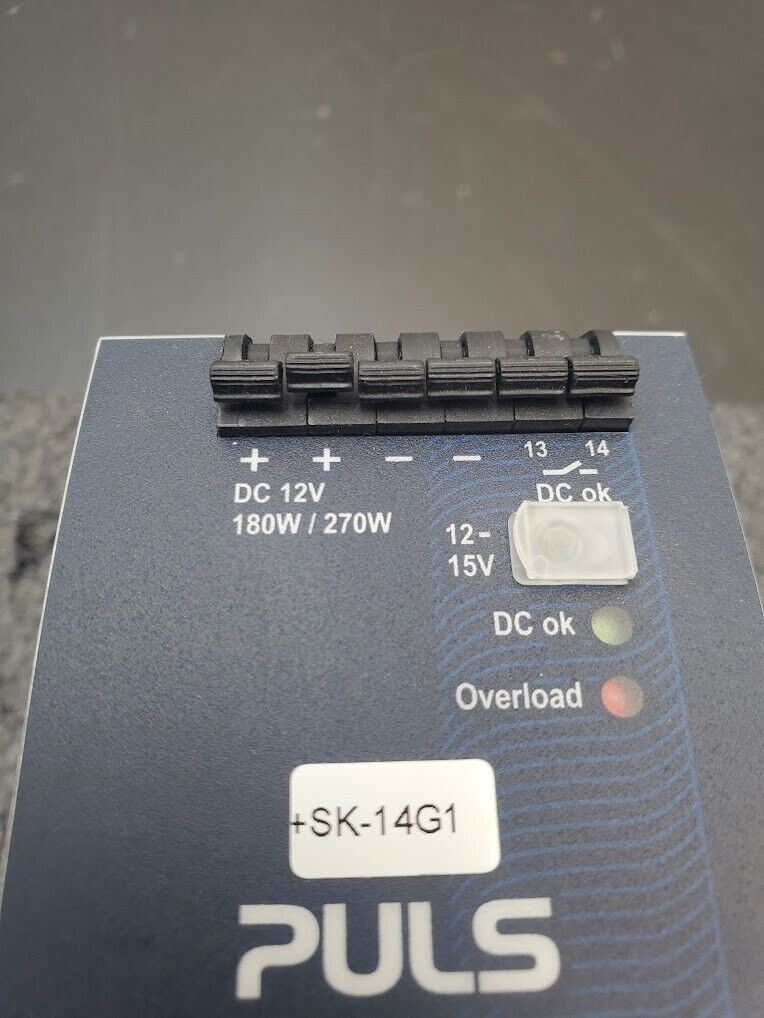 + + − − 13 14
DC 12V
DC ok
180W / 270W
12-
15V
DC ok
Overload
+SK-14G1
PULS